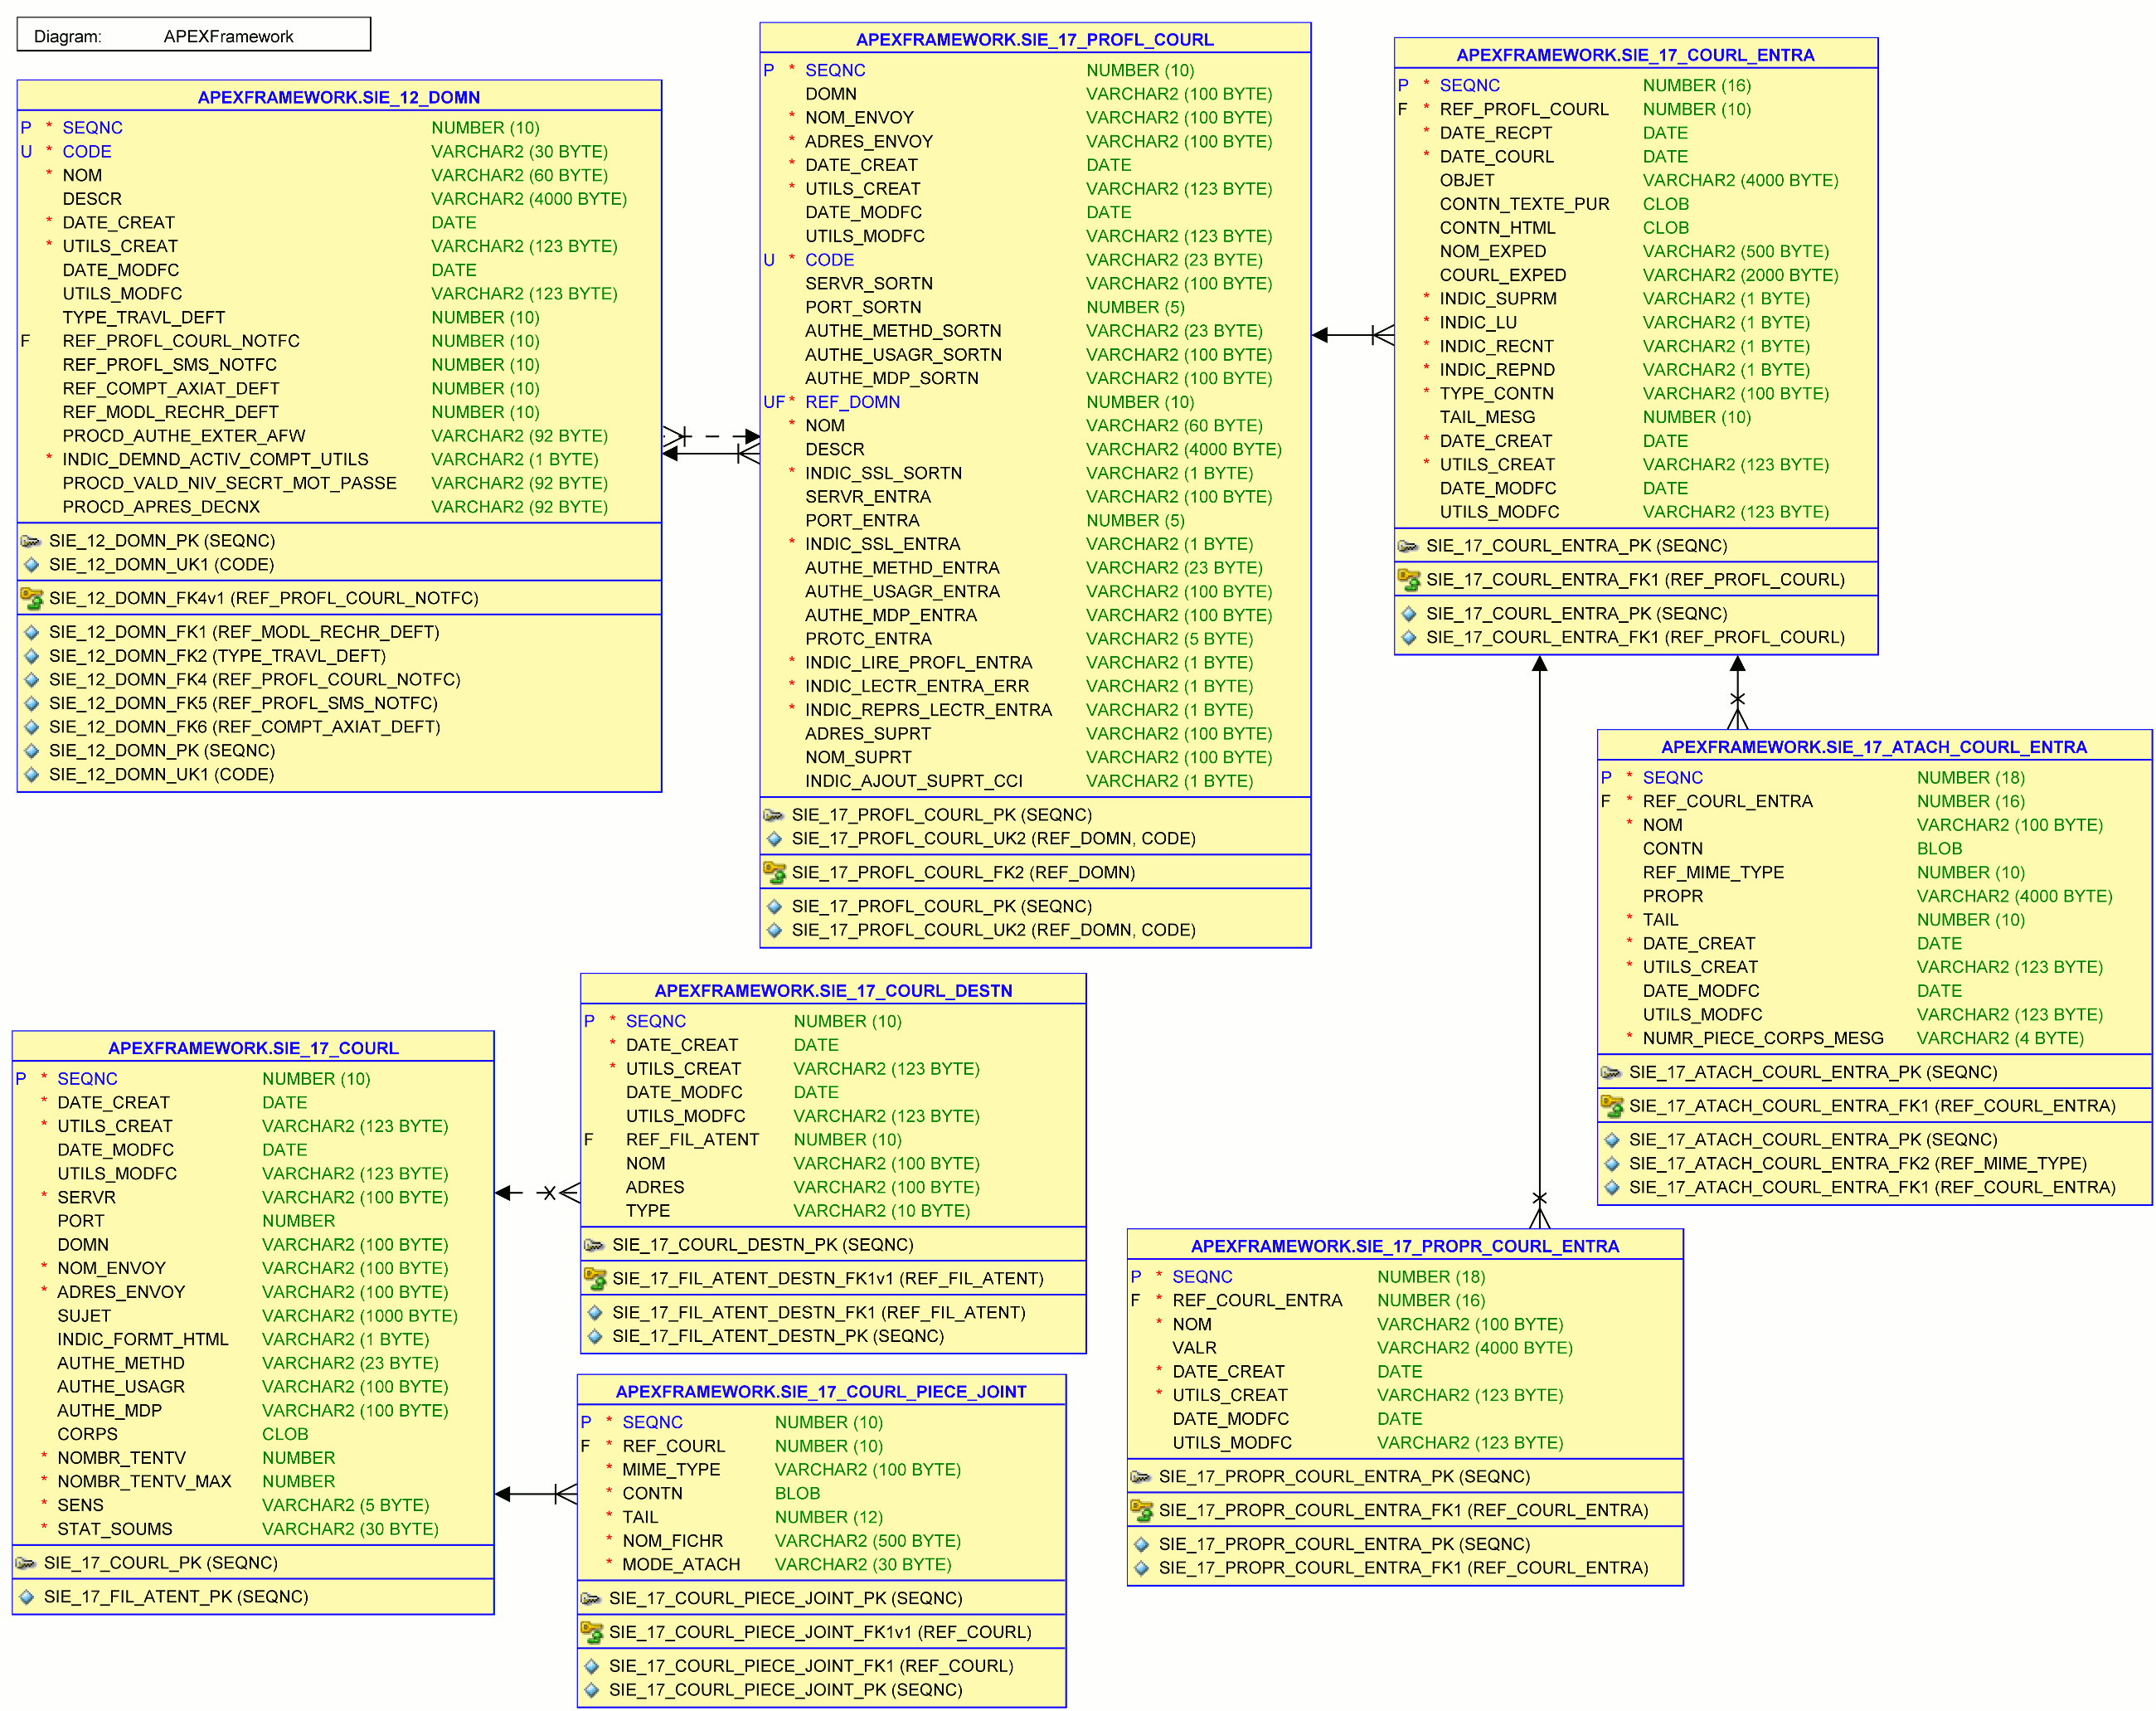 Diagram: APEXFramework
APEXFRAMEWORK.SIE_12_DOMN
P * SEQNC NUMBER (10)
U * CODE VARCHAR2 (30 BYTE)
* NOM VARCHAR2 (60 BYTE)
DESCR VARCHAR2 (4000 BYTE)
* DATE_CREAT DATE
* UTILS_CREAT VARCHAR2 (123 BYTE)
DATE_MODFC DATE
UTILS_MODFC VARCHAR2 (123 BYTE)
TYPE_TRAVL_DEFT NUMBER (10)
F REF_PROFL_COURL_NOTFC NUMBER (10)
REF_PROFL_SMS_NOTFC NUMBER (10)
REF_COMPT_AXIAT_DEFT NUMBER (10)
REF_MODL_RECHR_DEFT NUMBER (10)
PROCD_AUTHE_EXTER_AFW VARCHAR2 (92 BYTE)
* INDIC_DEMND_ACTIV_COMPT_UTILS VARCHAR2 (1 BYTE)
PROCD_VALD_NIV_SECRT_MOT_PASSE VARCHAR2 (92 BYTE)
PROCD_APRES_DECNX VARCHAR2 (92 BYTE)
SIE_12_DOMN_PK (SEQNC)
SIE_12_DOMN_UK1 (CODE)
SIE_12_DOMN_FK4v1 (REF_PROFL_COURL_NOTFC)
SIE_12_DOMN_FK1 (REF_MODL_RECHR_DEFT)
SIE_12_DOMN_FK2 (TYPE_TRAVL_DEFT)
SIE_12_DOMN_FK4 (REF_PROFL_COURL_NOTFC)
SIE_12_DOMN_FK5 (REF_PROFL_SMS_NOTFC)
SIE_12_DOMN_FK6 (REF_COMPT_AXIAT_DEFT)
SIE_12_DOMN_PK (SEQNC)
SIE_12_DOMN_UK1 (CODE)
APEXFRAMEWORK.SIE_17_PROFL_COURL
P * SEQNC NUMBER (10)
DOMN VARCHAR2 (100 BYTE)
* NOM_ENVOY VARCHAR2 (100 BYTE)
* ADRES_ENVOY VARCHAR2 (100 BYTE)
* DATE_CREAT DATE
* UTILS_CREAT VARCHAR2 (123 BYTE)
DATE_MODFC DATE
UTILS_MODFC VARCHAR2 (123 BYTE)
U * CODE VARCHAR2 (23 BYTE)
SERVR_SORTN VARCHAR2 (100 BYTE)
PORT_SORTN NUMBER (5)
AUTHE_METHD_SORTN VARCHAR2 (23 BYTE)
AUTHE_USAGR_SORTN VARCHAR2 (100 BYTE)
AUTHE_MDP_SORTN VARCHAR2 (100 BYTE)
UF * REF_DOMN NUMBER (10)
* NOM VARCHAR2 (60 BYTE)
DESCR VARCHAR2 (4000 BYTE)
* INDIC_SSL_SORTN VARCHAR2 (1 BYTE)
SERVR_ENTRA VARCHAR2 (100 BYTE)
PORT_ENTRA NUMBER (5)
* INDIC_SSL_ENTRA VARCHAR2 (1 BYTE)
AUTHE_METHD_ENTRA VARCHAR2 (23 BYTE)
AUTHE_USAGR_ENTRA VARCHAR2 (100 BYTE)
AUTHE_MDP_ENTRA VARCHAR2 (100 BYTE)
PROTC_ENTRA VARCHAR2 (5 BYTE)
* INDIC_LIRE_PROFL_ENTRA VARCHAR2 (1 BYTE)
* INDIC_LECTR_ENTRA_ERR VARCHAR2 (1 BYTE)
* INDIC_REPRS_LECTR_ENTRA VARCHAR2 (1 BYTE)
ADRES_SUPRT VARCHAR2 (100 BYTE)
NOM_SUPRT VARCHAR2 (100 BYTE)
INDIC_AJOUT_SUPRT_CCI VARCHAR2 (1 BYTE)
SIE_17_PROFL_COURL_PK (SEQNC)
SIE_17_PROFL_COURL_UK2 (REF_DOMN, CODE)
SIE_17_PROFL_COURL_FK2 (REF_DOMN)
SIE_17_PROFL_COURL_PK (SEQNC)
SIE_17_PROFL_COURL_UK2 (REF_DOMN, CODE)
APEXFRAMEWORK.SIE_17_COURL_ENTRA
P * SEQNC NUMBER (16)
F * REF_PROFL_COURL NUMBER (10)
* DATE_RECPT DATE
* DATE_COURL DATE
OBJET VARCHAR2 (4000 BYTE)
CONTN_TEXTE_PUR CLOB
CONTN_HTML CLOB
NOM_EXPED VARCHAR2 (500 BYTE)
COURL_EXPED VARCHAR2 (2000 BYTE)
* INDIC_SUPRM VARCHAR2 (1 BYTE)
* INDIC_LU VARCHAR2 (1 BYTE)
* INDIC_RECNT VARCHAR2 (1 BYTE)
* INDIC_REPND VARCHAR2 (1 BYTE)
* TYPE_CONTN VARCHAR2 (100 BYTE)
TAIL_MESG NUMBER (10)
* DATE_CREAT DATE
* UTILS_CREAT VARCHAR2 (123 BYTE)
DATE_MODFC DATE
UTILS_MODFC VARCHAR2 (123 BYTE)
SIE_17_COURL_ENTRA_PK (SEQNC)
SIE_17_COURL_ENTRA_FK1 (REF_PROFL_COURL)
SIE_17_COURL_ENTRA_PK (SEQNC)
SIE_17_COURL_ENTRA_FK1 (REF_PROFL_COURL)
APEXFRAMEWORK.SIE_17_ATACH_COURL_ENTRA
P * SEQNC NUMBER (18)
F * REF_COURL_ENTRA NUMBER (16)
* NOM VARCHAR2 (100 BYTE)
CONTN BLOB
REF_MIME_TYPE NUMBER (10)
PROPR VARCHAR2 (4000 BYTE)
* TAIL NUMBER (10)
* DATE_CREAT DATE
* UTILS_CREAT VARCHAR2 (123 BYTE)
DATE_MODFC DATE
UTILS_MODFC VARCHAR2 (123 BYTE)
* NUMR_PIECE_CORPS_MESG VARCHAR2 (4 BYTE)
SIE_17_ATACH_COURL_ENTRA_PK (SEQNC)
SIE_17_ATACH_COURL_ENTRA_FK1 (REF_COURL_ENTRA)
SIE_17_ATACH_COURL_ENTRA_PK (SEQNC)
SIE_17_ATACH_COURL_ENTRA_FK2 (REF_MIME_TYPE)
SIE_17_ATACH_COURL_ENTRA_FK1 (REF_COURL_ENTRA)
APEXFRAMEWORK.SIE_17_COURL_DESTN
P * SEQNC NUMBER (10)
* DATE_CREAT DATE
* UTILS_CREAT VARCHAR2 (123 BYTE)
DATE_MODFC DATE
UTILS_MODFC VARCHAR2 (123 BYTE)
F REF_FIL_ATENT NUMBER (10)
NOM VARCHAR2 (100 BYTE)
ADRES VARCHAR2 (100 BYTE)
TYPE VARCHAR2 (10 BYTE)
SIE_17_COURL_DESTN_PK (SEQNC)
SIE_17_FIL_ATENT_DESTN_FK1v1 (REF_FIL_ATENT)
SIE_17_FIL_ATENT_DESTN_FK1 (REF_FIL_ATENT)
SIE_17_FIL_ATENT_DESTN_PK (SEQNC)
APEXFRAMEWORK.SIE_17_COURL
P * SEQNC NUMBER (10)
* DATE_CREAT DATE
* UTILS_CREAT VARCHAR2 (123 BYTE)
DATE_MODFC DATE
UTILS_MODFC VARCHAR2 (123 BYTE)
* SERVR VARCHAR2 (100 BYTE)
PORT NUMBER
DOMN VARCHAR2 (100 BYTE)
* NOM_ENVOY VARCHAR2 (100 BYTE)
* ADRES_ENVOY VARCHAR2 (100 BYTE)
SUJET VARCHAR2 (1000 BYTE)
INDIC_FORMT_HTML VARCHAR2 (1 BYTE)
AUTHE_METHD VARCHAR2 (23 BYTE)
AUTHE_USAGR VARCHAR2 (100 BYTE)
AUTHE_MDP VARCHAR2 (100 BYTE)
CORPS CLOB
* NOMBR_TENTV NUMBER
* NOMBR_TENTV_MAX NUMBER
* SENS VARCHAR2 (5 BYTE)
* STAT_SOUMS VARCHAR2 (30 BYTE)
SIE_17_COURL_PK (SEQNC)
SIE_17_FIL_ATENT_PK (SEQNC)
APEXFRAMEWORK.SIE_17_COURL_PIECE_JOINT
P * SEQNC NUMBER (10)
F * REF_COURL NUMBER (10)
* MIME_TYPE VARCHAR2 (100 BYTE)
* CONTN BLOB
* TAIL NUMBER (12)
* NOM_FICHR VARCHAR2 (500 BYTE)
* MODE_ATACH VARCHAR2 (30 BYTE)
SIE_17_COURL_PIECE_JOINT_PK (SEQNC)
SIE_17_COURL_PIECE_JOINT_FK1v1 (REF_COURL)
SIE_17_COURL_PIECE_JOINT_FK1 (REF_COURL)
SIE_17_COURL_PIECE_JOINT_PK (SEQNC)
APEXFRAMEWORK.SIE_17_PROPR_COURL_ENTRA
P * SEQNC NUMBER (18)
F * REF_COURL_ENTRA NUMBER (16)
* NOM VARCHAR2 (100 BYTE)
VALR VARCHAR2 (4000 BYTE)
* DATE_CREAT DATE
* UTILS_CREAT VARCHAR2 (123 BYTE)
DATE_MODFC DATE
UTILS_MODFC VARCHAR2 (123 BYTE)
SIE_17_PROPR_COURL_ENTRA_PK (SEQNC)
SIE_17_PROPR_COURL_ENTRA_FK1 (REF_COURL_ENTRA)
SIE_17_PROPR_COURL_ENTRA_PK (SEQNC)
SIE_17_PROPR_COURL_ENTRA_FK1 (REF_COURL_ENTRA)